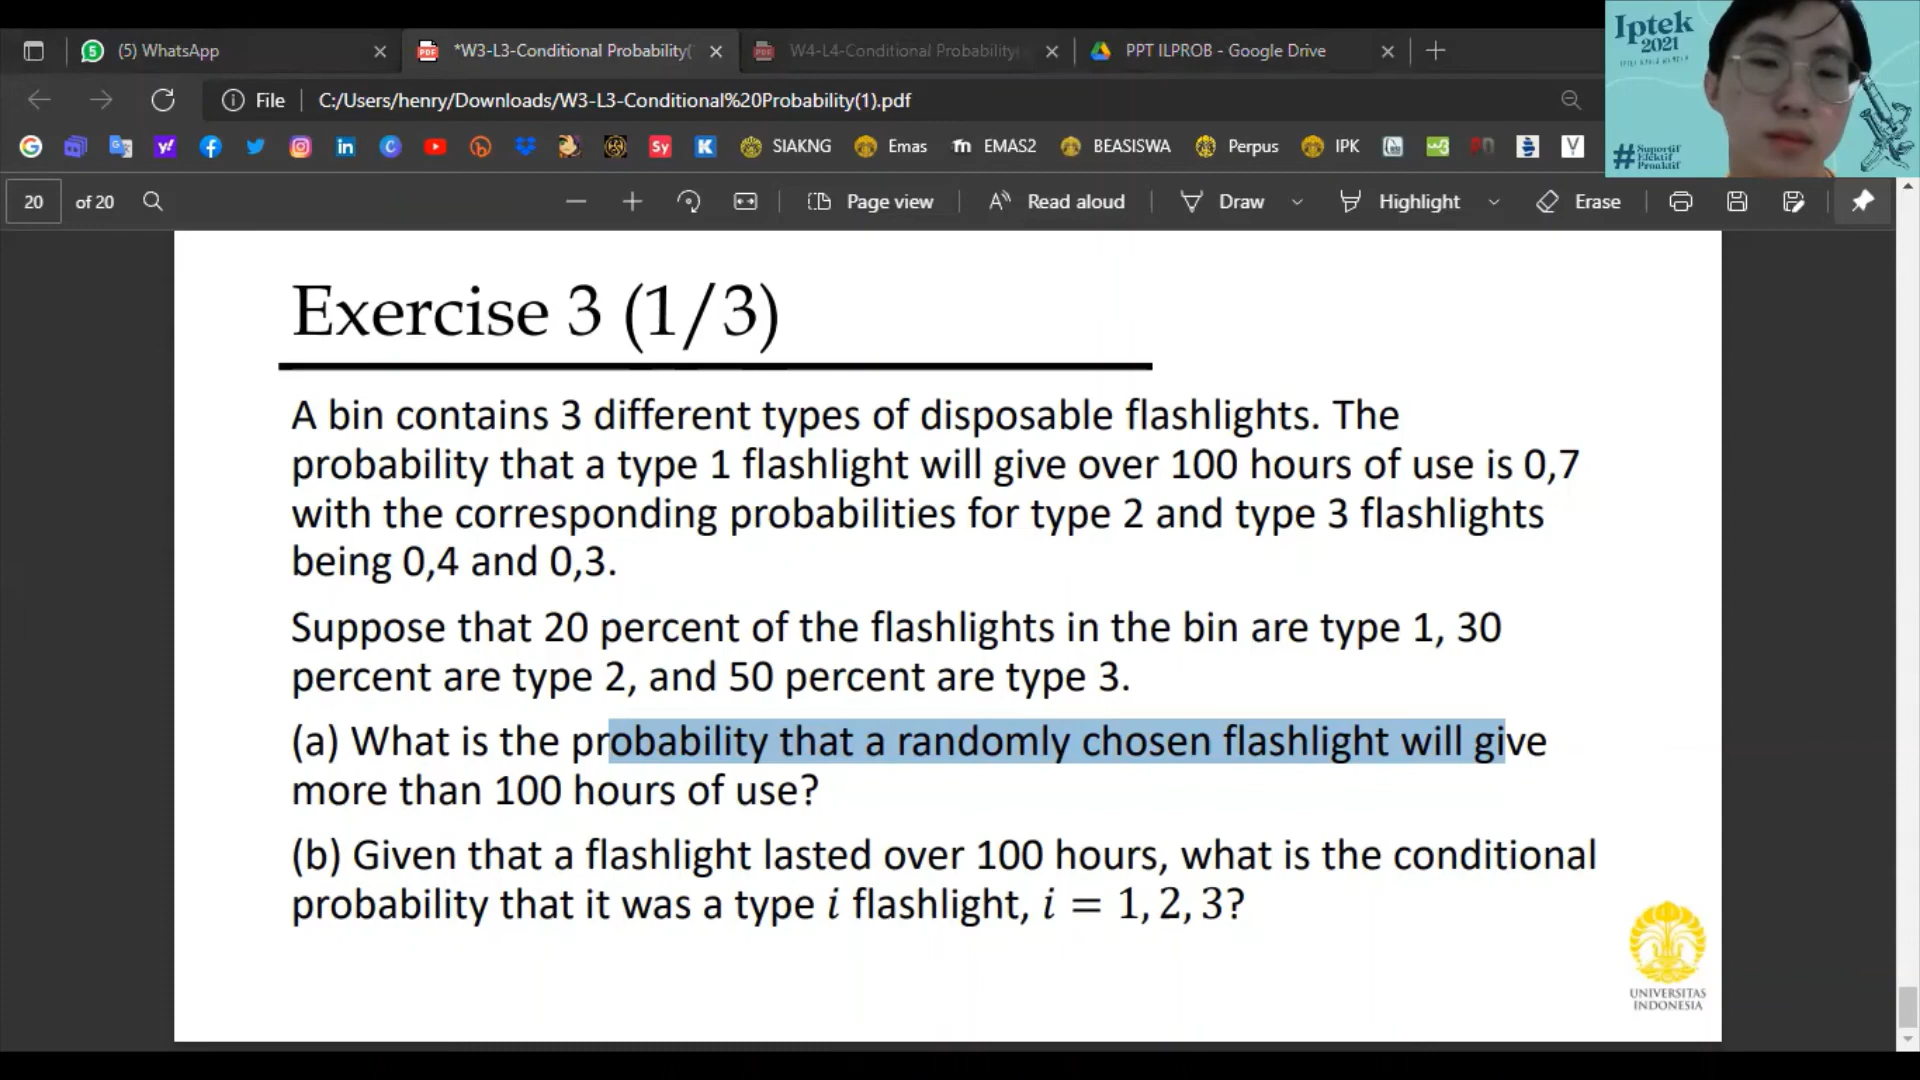 Iptek
2021
5
(5) WhatsApp
*W3-L3-Conditional Probability(
W4-L4-Conditional Probability
PPT ILPROB - Google Drive
File
C:/Users/henry/Downloads/W3-L3-Conditional%20Probability(1).pdf
SIAKNG
Emas
EMAS2
BEASISWA
Perpus
IPK
#Suportif
Efektif
Proaktif
20
of 20
Page view
Read aloud
Draw
Highlight
Erase
Exercise 3 (1/3)
A bin contains 3 different types of disposable flashlights. The
probability that a type 1 flashlight will give over 100 hours of use is 0,7
with the corresponding probabilities for type 2 and type 3 flashlights
being 0,4 and 0,3.
Suppose that 20 percent of the flashlights in the bin are type 1, 30
percent are type 2, and 50 percent are type 3.
(a) What is the probability that a randomly chosen flashlight will give
more than 100 hours of use?
(b) Given that a flashlight lasted over 100 hours, what is the conditional
probability that it was a type i flashlight, i = 1, 2, 3?
UNIVERSITAS
INDONESIA